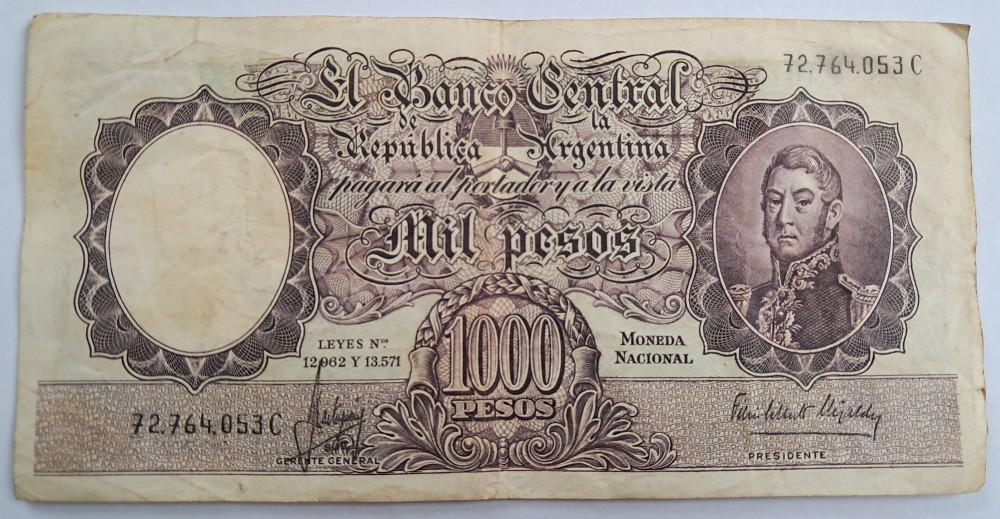 72.764.053 C
El Banco Central
de la
República Argentina
pagará al portador y a la vista
Mil pesos
LEYES Nos.
12.962 Y 13.571
MONEDA
NACIONAL
1000
PESOS
72.764.053 C
GERENTE GENERAL
PRESIDENTE